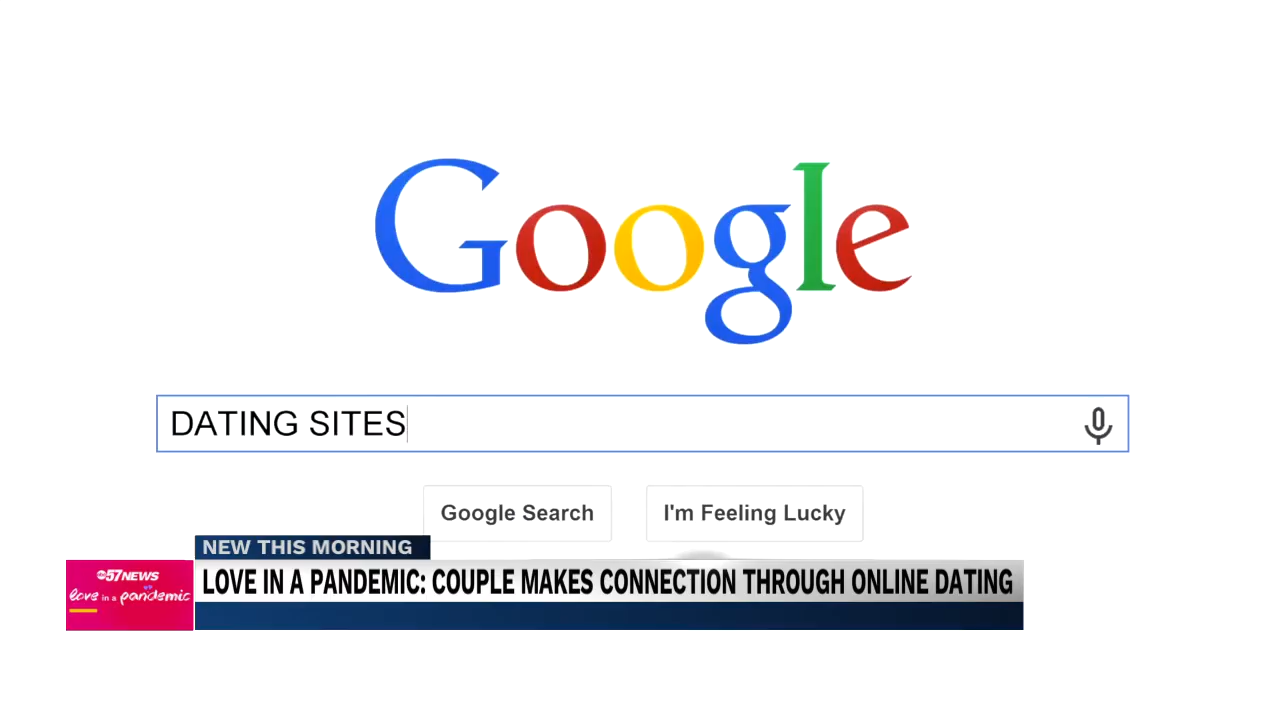 Google
DATING SITES
Google Search
I'm Feeling Lucky
NEW THIS MORNING
abc57NEWS
LOVE IN A PANDEMIC: COUPLE MAKES CONNECTION THROUGH ONLINE DATING
love in a pandemic